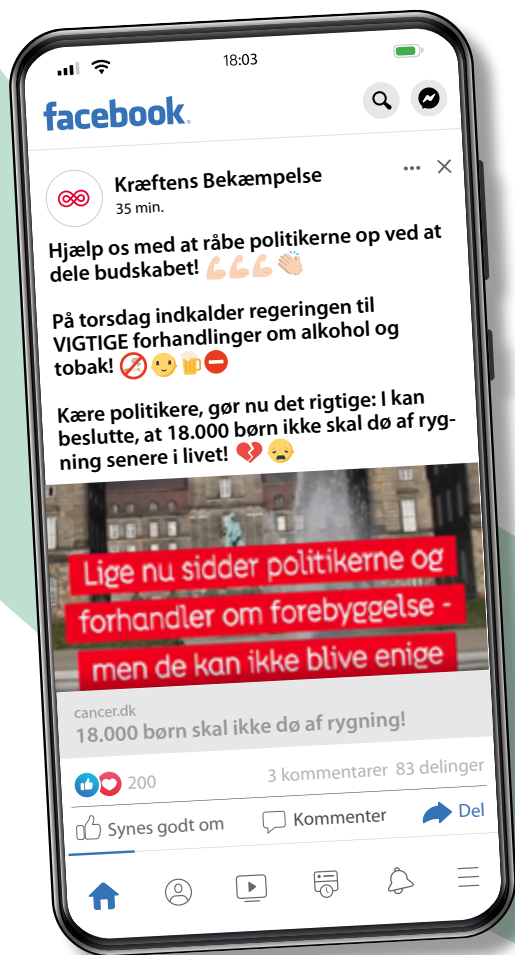 18:03
facebook.
Kræftens Bekæmpelse
35 min.
Hjælp os med at råbe politikerne op ved at
dele budskabet! 💪💪💪👏
På torsdag indkalder regeringen til
VIGTIGE forhandlinger om alkohol og
tobak! 🚭🙂🍺⛔
Kære politikere, gør nu det rigtige: I kan
beslutte, at 18.000 børn ikke skal dø af ryg-
ning senere i livet! 💔😞
Lige nu sidder politikerne og
forhandler om forebyggelse -
men de kan ikke blive enige
cancer.dk
18.000 børn skal ikke dø af rygning!
200 3 kommentarer 83 delinger
Synes godt om Kommenter Del